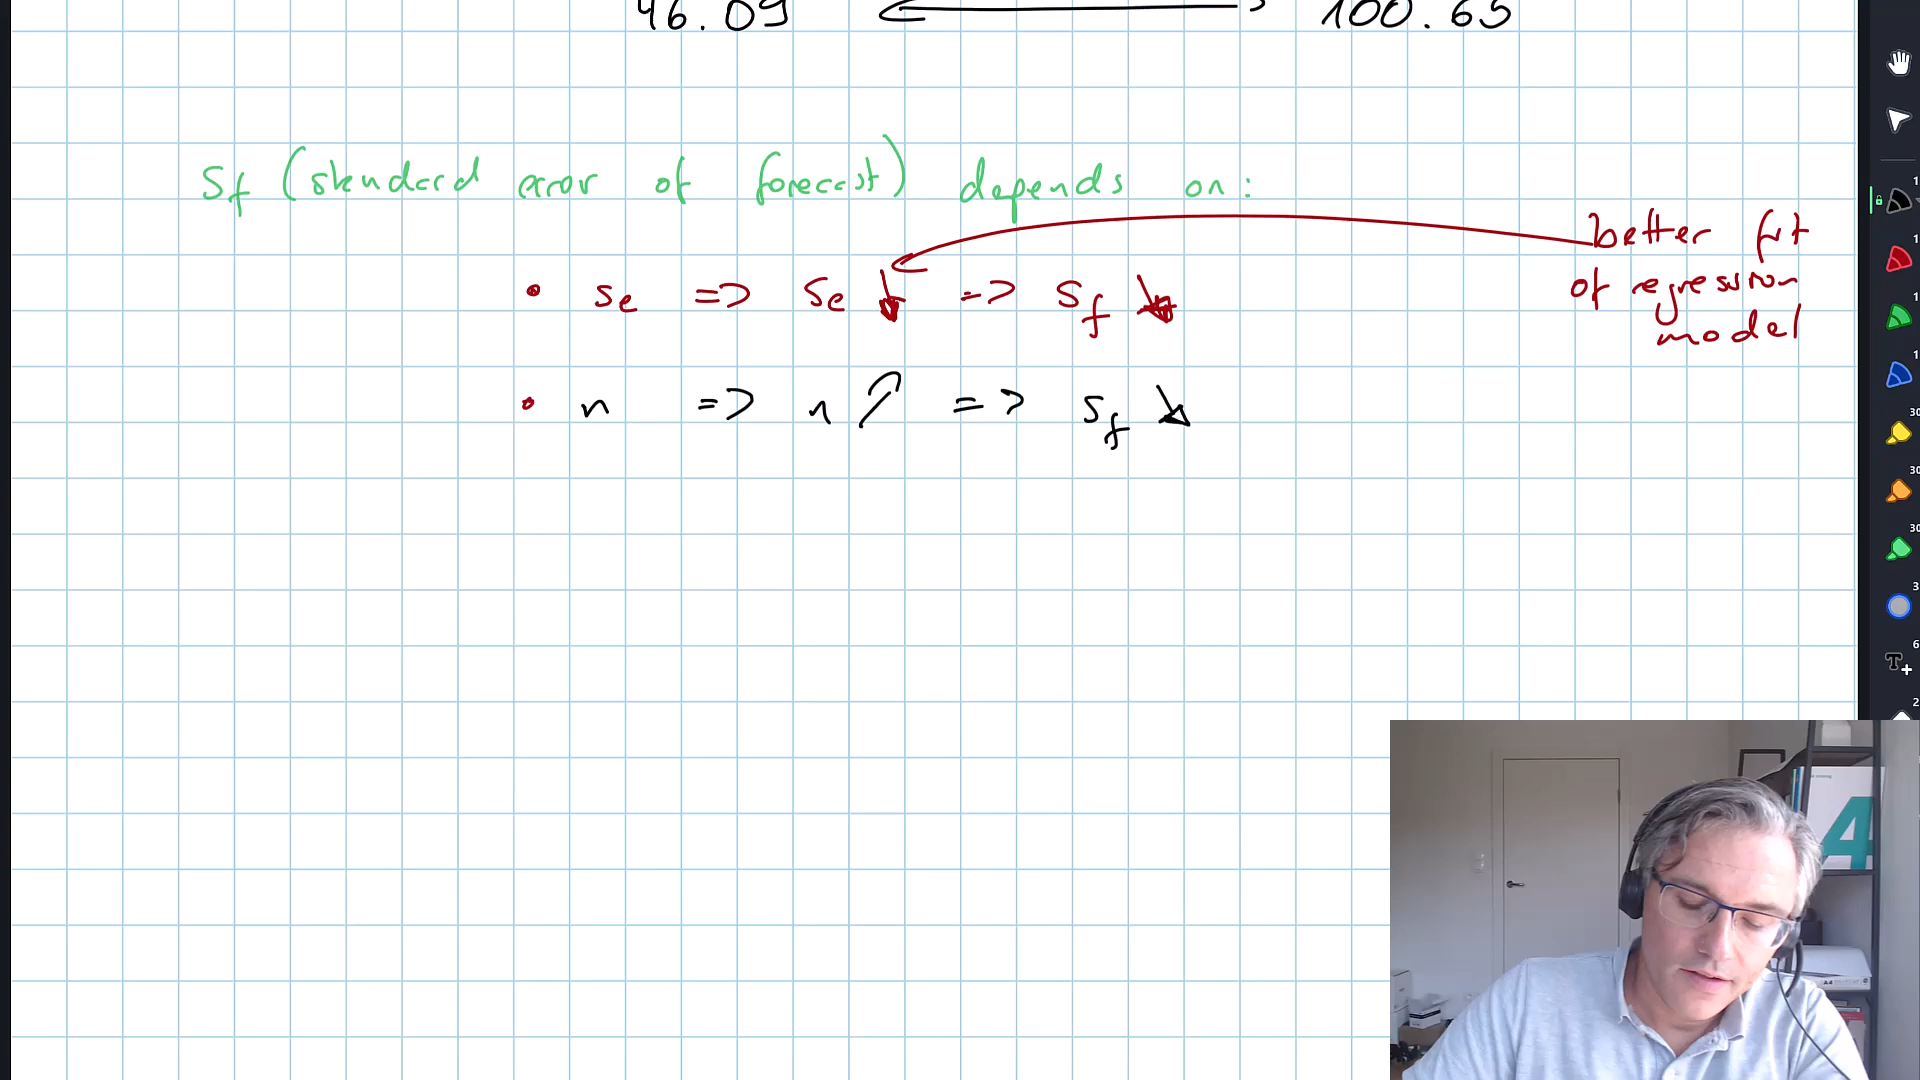 46.09 100.65
Sf (standard error of forecast) depends on:
better fit
of regression
model
• se => se ↓ => sf ↓
• n => n ↗ => sf ↘